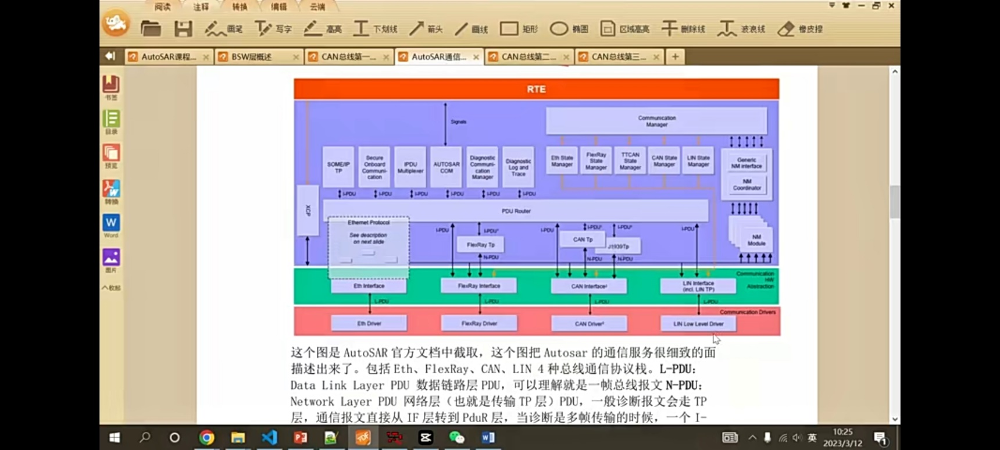 阅读 注释 转换 编辑 云端
画笔 写字 高亮 下划线 箭头 画线 矩形 椭圆 区域高亮 删除线 波浪线 橡皮擦
AutoSAR课程... BSW层概述 CAN总线第一... AutoSAR通信... CAN总线第二... CAN总线第三...
书签
目录
预览
转换
W
Word
图片
收起
RTE
Signals
Communication
Manager
SOME/IP
TP
Secure
Onboard
Communi-
cation
IPDU
Multiplexer
AUTOSAR
COM
Diagnostic
Communi-
cation
Manager
Diagnostic
Log and
Trace
Eth State
Manager
FlexRay
State
Manager
TTCAN
State
Manager
CAN State
Manager
LIN State
Manager
Generic
NM interface
NM
Coordinator
I-PDU I-PDU I-PDU I-PDU I-PDU I-PDU
XCP
PDU Router
Ethernet Protocol
See description
on next slide
I-PDU I-PDU* I-PDU I-PDU* I-PDU* I-PDU
FlexRay Tp
CAN Tp
J1939Tp
NM
Module
N-PDU N-PDU N-PDU
Communication
HW
Abstraction
Eth Interface
FlexRay Interface
CAN Interface²
LIN Interface
(incl. LIN TP)
L-PDU L-PDU L-PDU L-PDU
Communication Drivers
Eth Driver
FlexRay Driver
CAN Driver²
LIN Low Level Driver
这个图是 AutoSAR 官方文档中截取，这个图把 Autosar 的通信服务很细致的面
描述出来了。包括 Eth、FlexRay、CAN、LIN 4 种总线通信协议栈。L-PDU：
Data Link Layer PDU 数据链路层 PDU，可以理解就是一帧总线报文 N-PDU：
Network Layer PDU 网络层（也就是传输 TP 层）PDU，一般诊断报文会走 TP
层，通信报文直接从 IF 层转到 PduR 层，当诊断是多帧传输的时候，一个 I-
英
10:25
2023/3/12
1